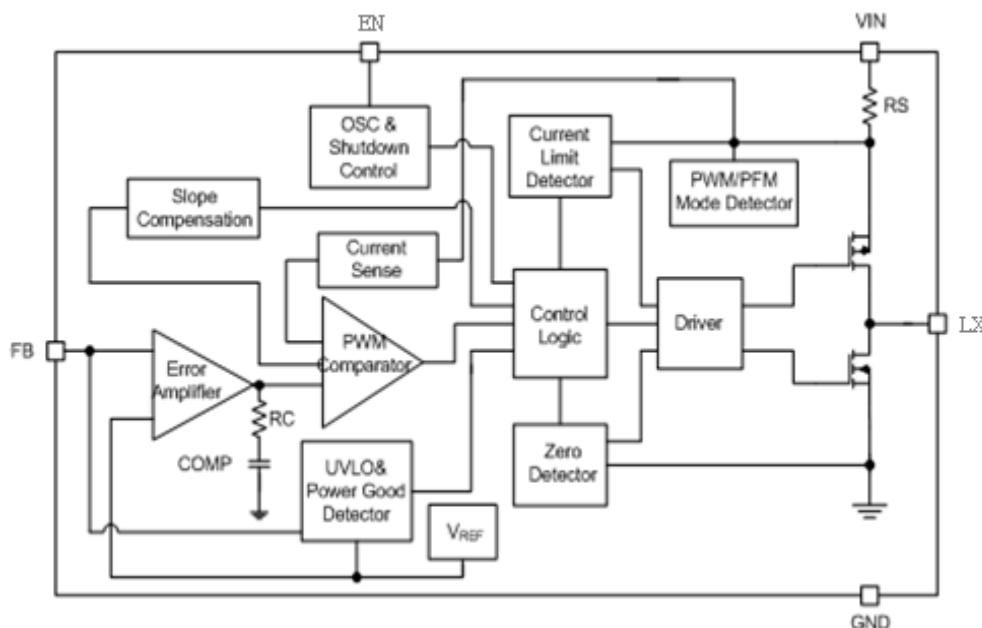 EN
VIN
RS
OSC &
Shutdown
Control
Current
Limit
Detector
PWM/PFM
Mode Detector
Slope
Compensation
Current
Sense
Control
Logic
Driver
LX
FB
Error
Amplifier
PWM
Comparator
RC
COMP
UVLO&
Power Good
Detector
VREF
Zero
Detector
GND